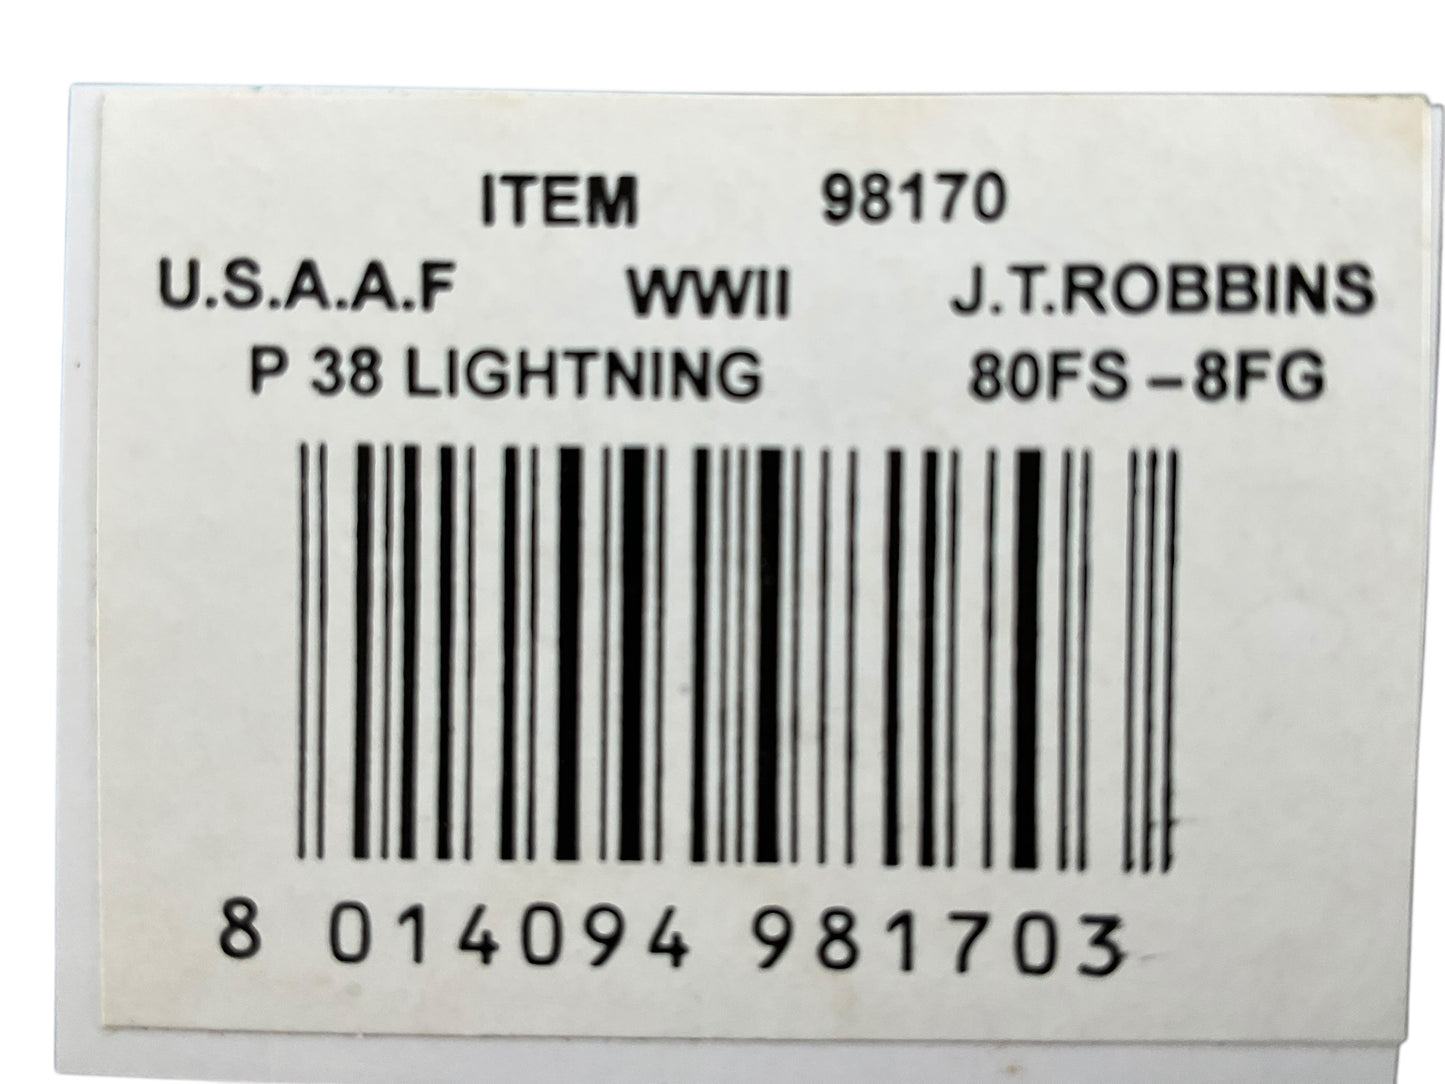 ITEM 98170
U.S.A.A.F WWII J.T.ROBBINS
P 38 LIGHTNING 80FS – 8FG
8 014094 981703